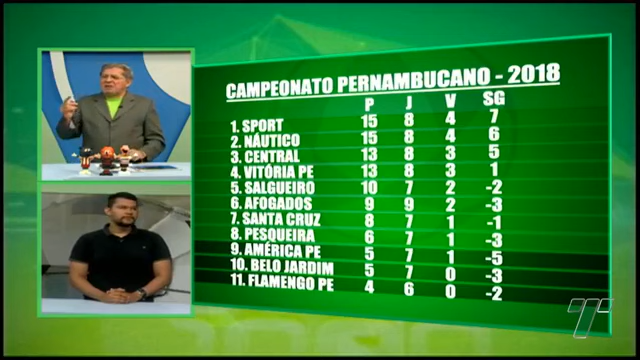 CAMPEONATO PERNAMBUCANO - 2018
P J V SG
1. SPORT 15 8 4 7
2. NÁUTICO 15 8 4 6
3. CENTRAL 13 8 3 5
4. VITÓRIA PE 13 8 3 1
5. SALGUEIRO 10 7 2 -2
6. AFOGADOS 9 9 2 -3
7. SANTA CRUZ 8 7 1 -1
8. PESQUEIRA 6 7 1 -3
9. AMÉRICA PE 5 7 1 -5
10. BELO JARDIM 5 7 0 -3
11. FLAMENGO PE 4 6 0 -2